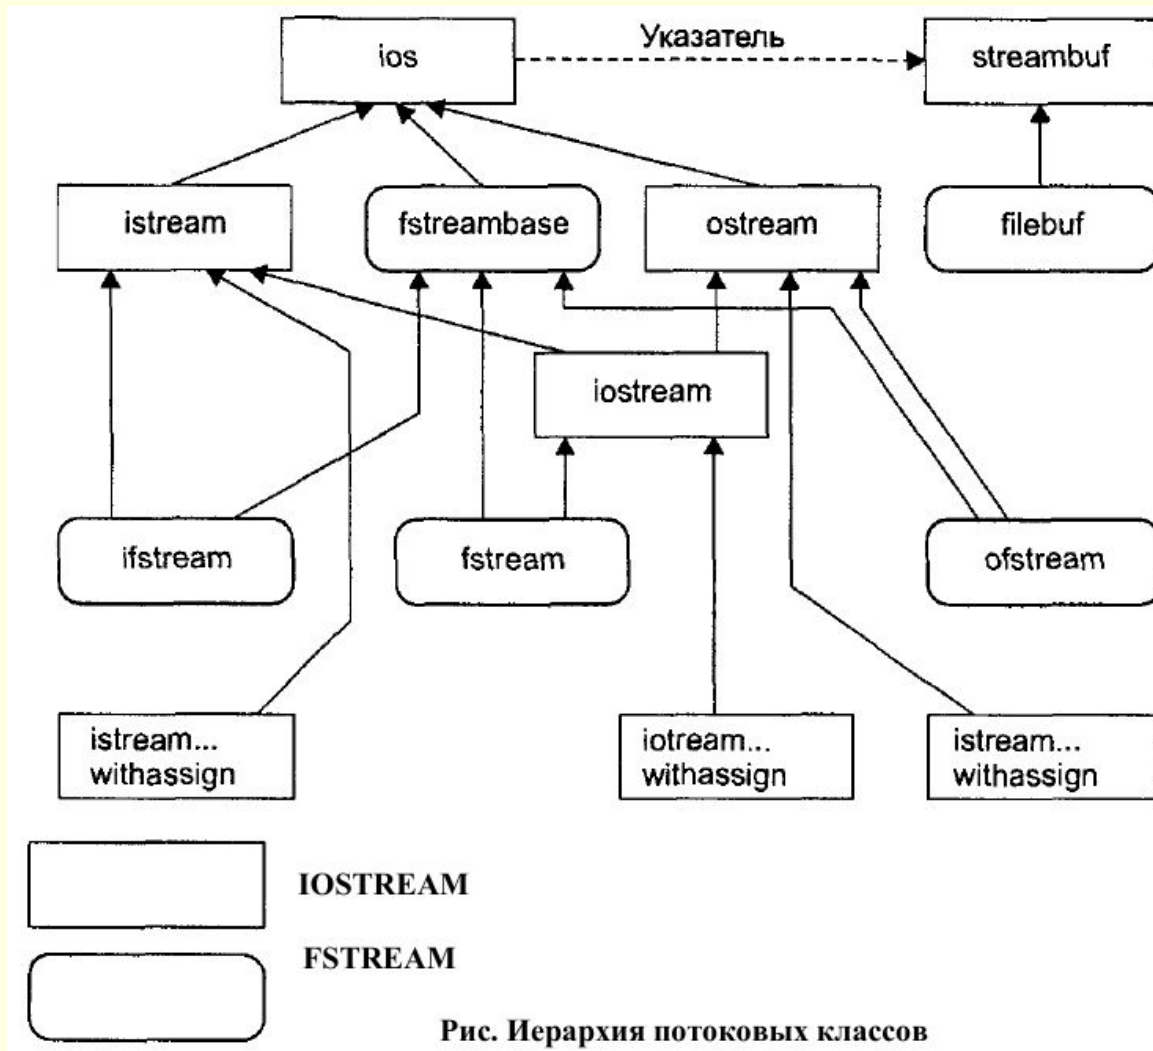 Указатель
ios
streambuf
istream
fstreambase
ostream
filebuf
iostream
ifstream
fstream
ofstream
istream...
withassign
iotream...
withassign
istream...
withassign
IOSTREAM
FSTREAM
Рис. Иерархия потоковых классов